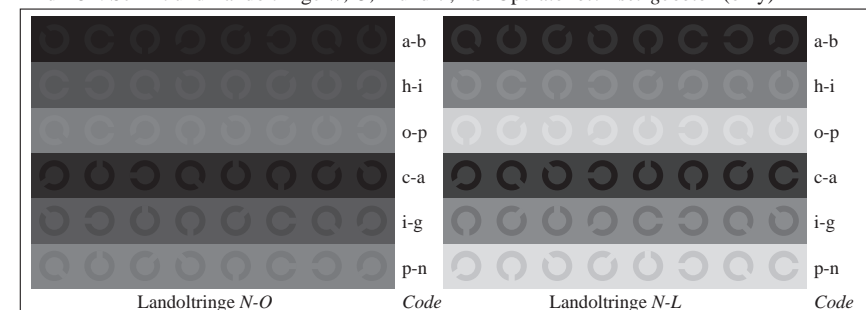 a-b a-b
h-i h-i
o-p o-p
c-a c-a
i-g i-g
p-n p-n
Landoltringe N-O Code Landoltringe N-L Code